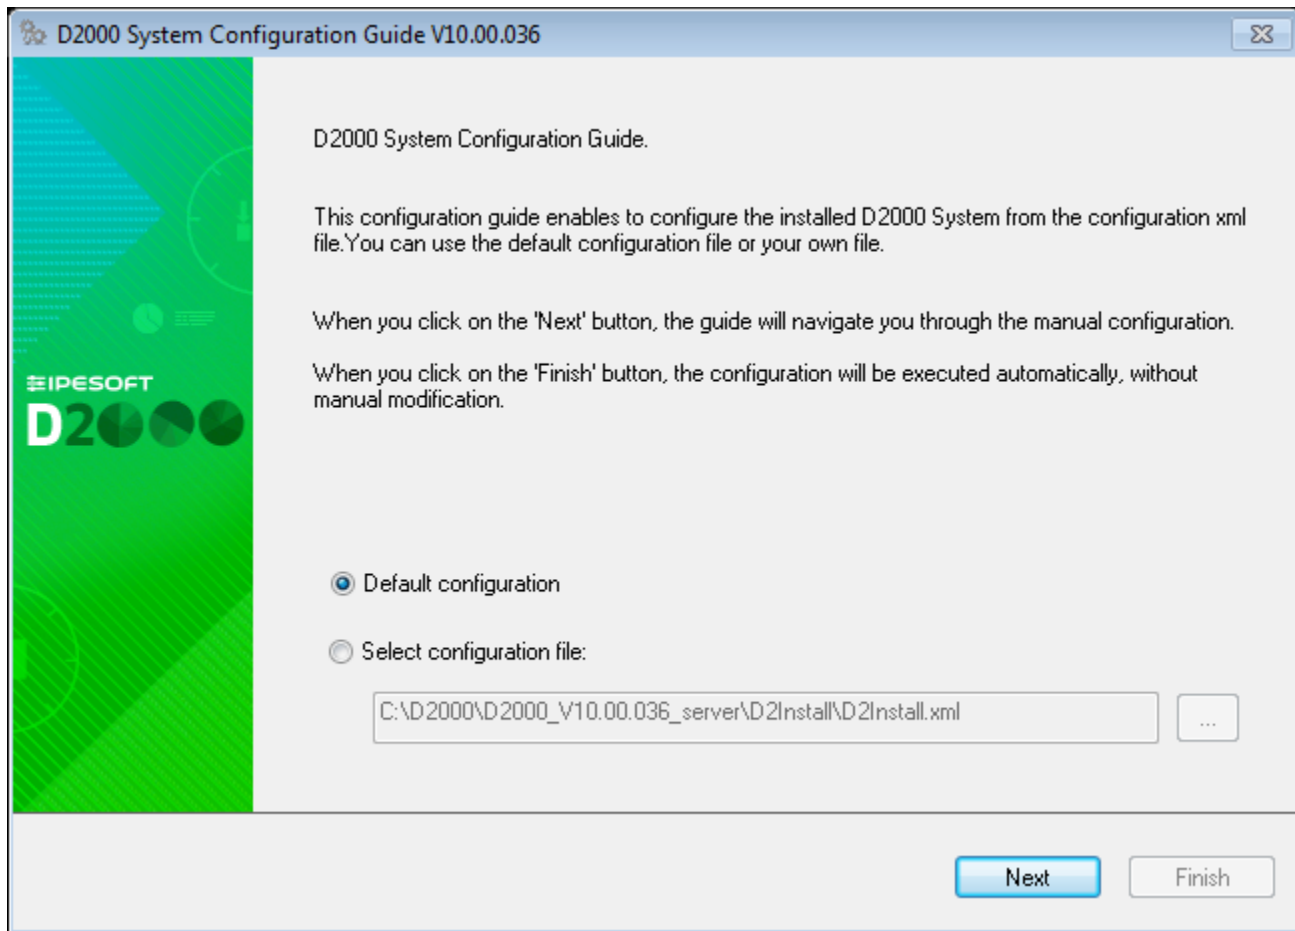 D2000 System Configuration Guide V10.00.036
D2000 System Configuration Guide.
This configuration guide enables to configure the installed D2000 System from the configuration xml
file.You can use the default configuration file or your own file.
When you click on the 'Next' button, the guide will navigate you through the manual configuration.
When you click on the 'Finish' button, the configuration will be executed automatically, without
manual modification.
IPESOFT
D2000
Default configuration
Select configuration file:
C:\D2000\D2000_V10.00.036_server\D2Install\D2Install.xml
...
Next
Finish